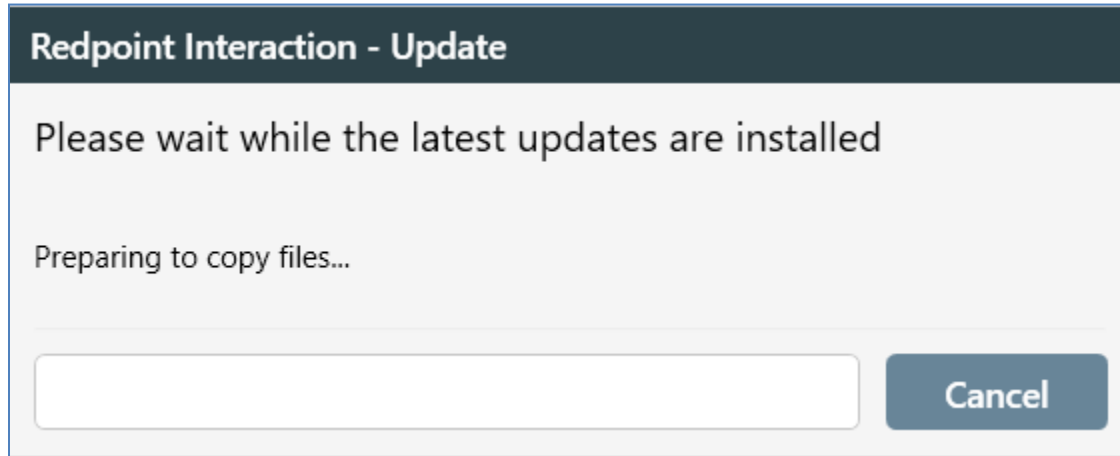 Redpoint Interaction - Update
Please wait while the latest updates are installed
Preparing to copy files...
Cancel